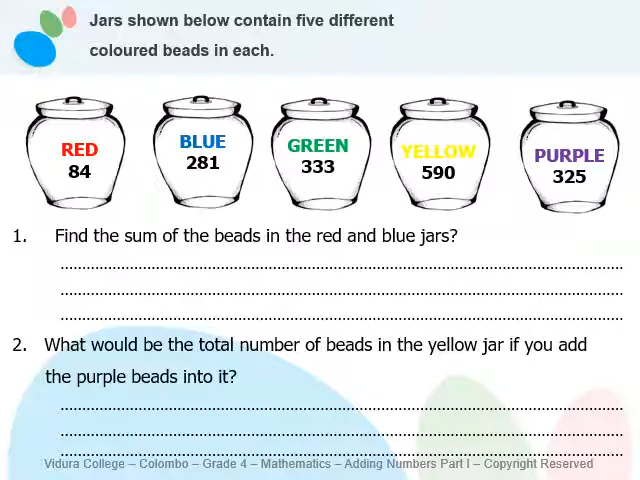 Jars shown below contain five different
coloured beads in each.
RED
84
BLUE
281
GREEN
333
YELLOW
590
PURPLE
325
1. Find the sum of the beads in the red and blue jars?
2. What would be the total number of beads in the yellow jar if you add
the purple beads into it?
Vidura College – Colombo – Grade 4 – Mathematics – Adding Numbers Part I – Copyright Reserved